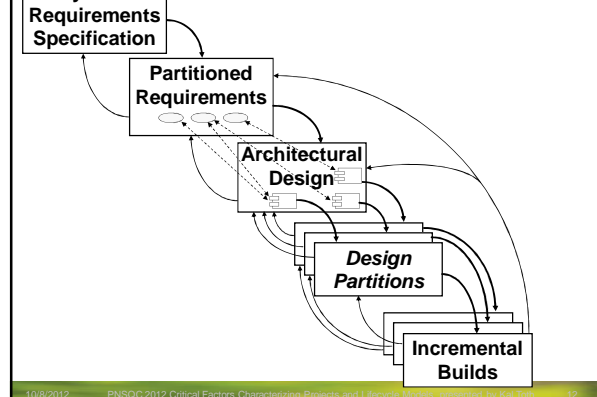 Requirements
Specification
Partitioned
Requirements
Architectural
Design
Design
Partitions
Incremental
Builds
10/8/2012 PNSQC 2012 Critical Factors Characterizing Projects and Lifecycle 12